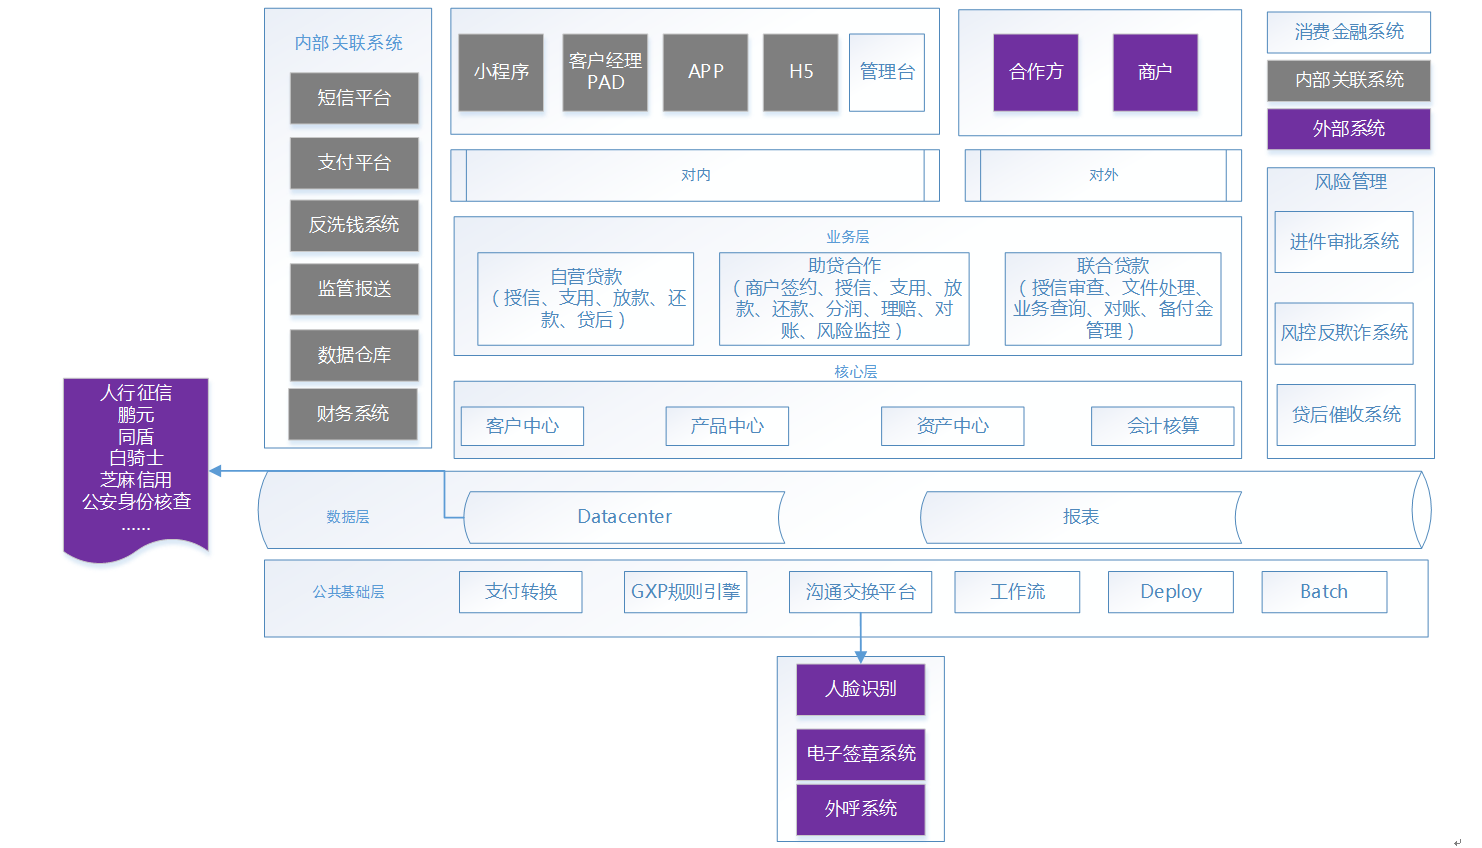 内部关联系统
短信平台
支付平台
反洗钱系统
监管报送
数据仓库
财务系统
小程序
客户经理
PAD
APP
H5
管理台
合作方
商户
消费金融系统
内部关联系统
外部系统
对内
对外
风险管理
进件审批系统
风控反欺诈系统
贷后催收系统
业务层
自营贷款
（授信、支用、放款、还
款、贷后）
助贷合作
（商户签约、授信、支用、放
款、还款、分润、理赔、对
账、风险监控）
联合贷款
（授信审查、文件处理、
业务查询、对账、备付金
管理）
核心层
客户中心
产品中心
资产中心
会计核算
人行征信
鹏元
同盾
白骑士
芝麻信用
公安身份核查
......
数据层
Datacenter
报表
公共基础层
支付转换
GXP规则引擎
沟通交换平台
工作流
Deploy
Batch
人脸识别
电子签章系统
外呼系统